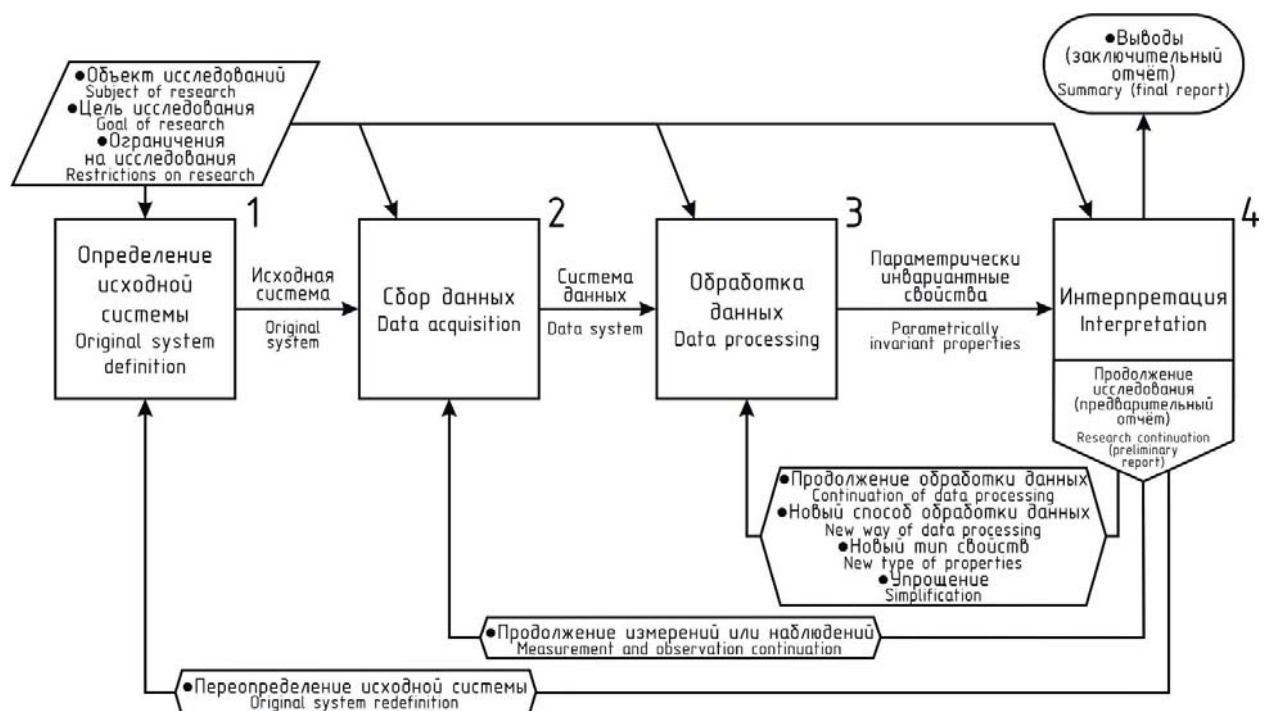 ●Объект исследований
Subject of research
●Цель исследования
Goal of research
●Ограничения
на исследования
Restrictions on research
●Выводы
(заключительный
отчёт)
Summary (final report)
1
Определение
исходной
системы
Original system
definition
Исходная
система
Original
system
2
Сбор данных
Data acquisition
Система
данных
Data system
3
Обработка
данных
Data processing
Параметрически
инвариантные
свойства
Parametrically
invariant properties
4
Интерпретация
Interpretation
Продолжение
исследования
(предварительный
отчёт)
Research continuation
(preliminary
report)
●Продолжение обработки данных
Continuation of data processing
●Новый способ обработки данных
New way of data processing
●Новый тип свойств
New type of properties
●Упрощение
Simplification
●Продолжение измерений или наблюдений
Measurement and observation continuation
●Переопределение исходной системы
Original system redefinition